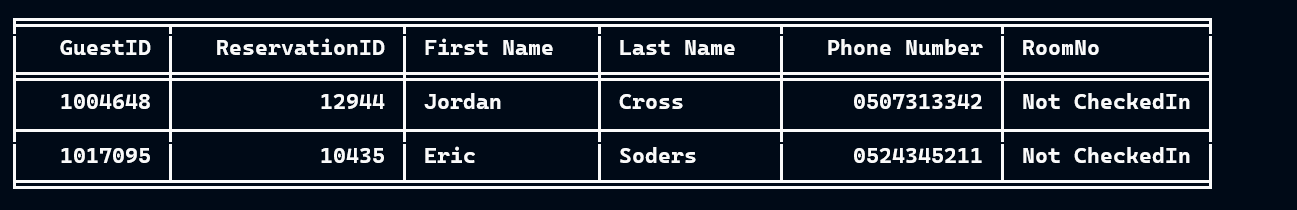 GuestID ReservationID First Name Last Name Phone Number RoomNo
1004648 12944 Jordan Cross 0507313342 Not CheckedIn
1017095 10435 Eric Soders 0524345211 Not CheckedIn